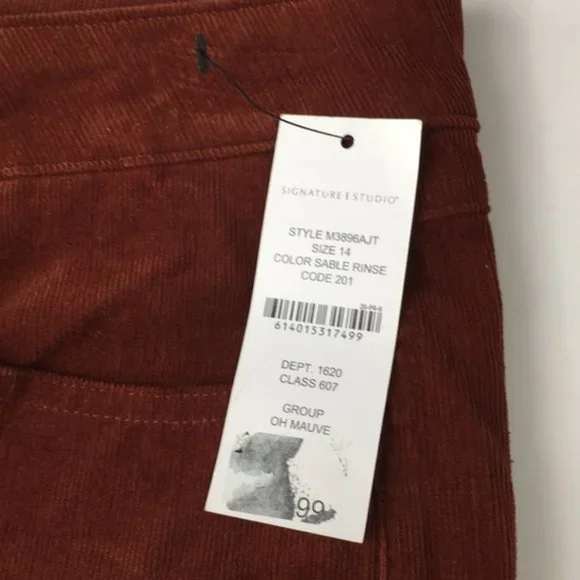 SIGNATURE | STUDIO
STYLE M3896AJT
SIZE 14
COLOR SABLE RINSE
CODE 201
614015317499
DEPT. 1620
CLASS 607
GROUP
OH MAUVE
99